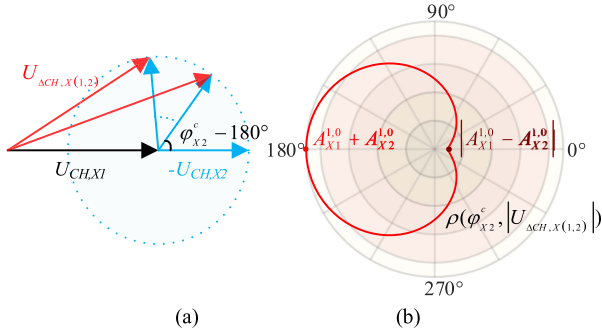 U_{ΔCH,X(1,2)}
φ^c_{X2} −180°
U_{CH,X1}
-U_{CH,X2}
(a)
90°
180°
A^{1,0}_{X1} + A^{1,0}_{X2}
|A^{1,0}_{X1} − A^{1,0}_{X2}|
0°
ρ(φ^c_{X2}, |U_{ΔCH,X(1,2)}|)
270°
(b)